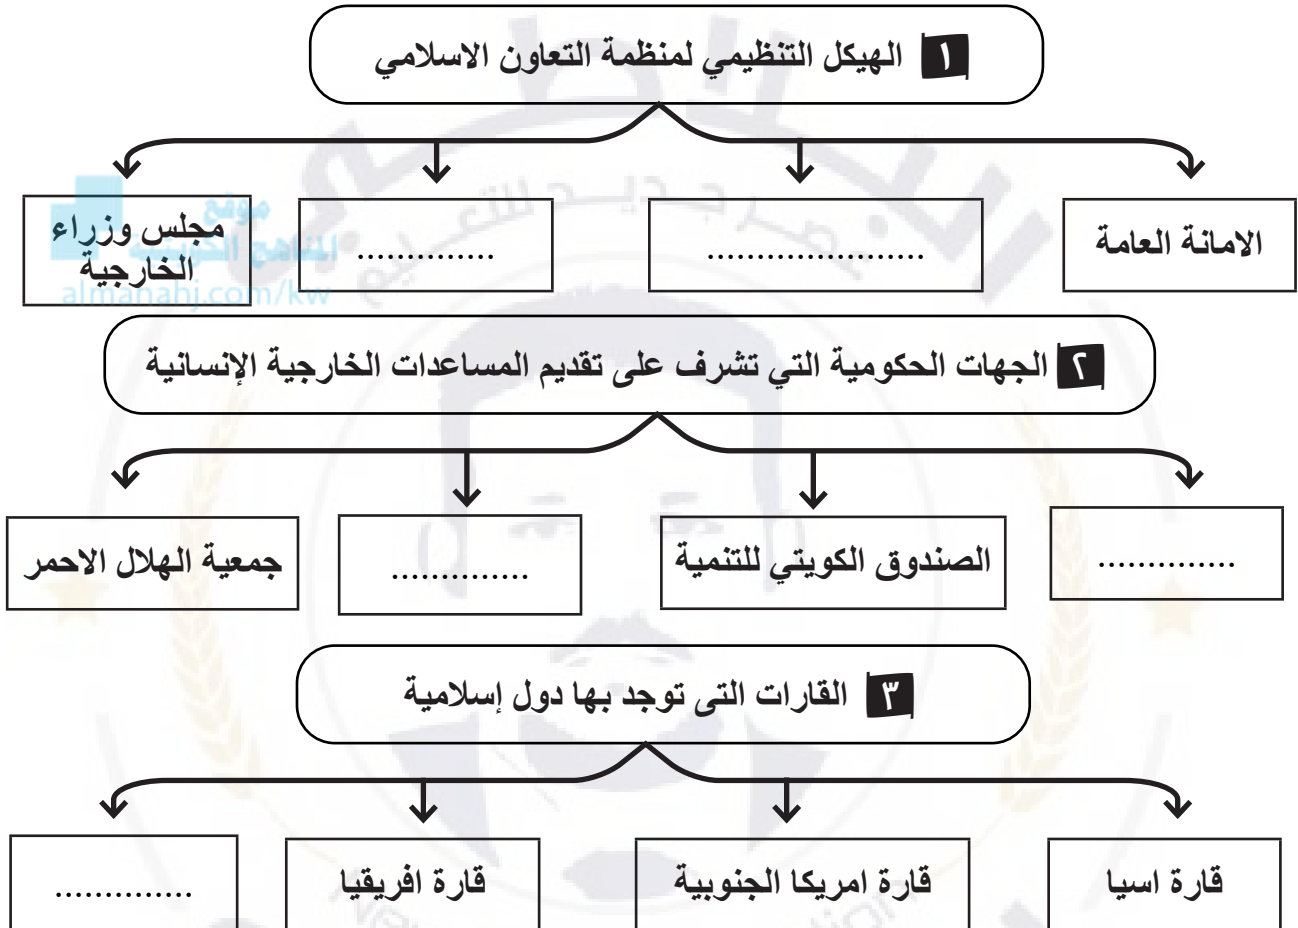 ١ الهيكل التنظيمي لمنظمة التعاون الاسلامي
الامانة العامة
......................
..............
مجلس وزراء
الخارجية
موقع
المناهج الكويتية
almanahj.com/kw
٢ الجهات الحكومية التي تشرف على تقديم المساعدات الخارجية الإنسانية
..............
الصندوق الكويتي للتنمية
..............
جمعية الهلال الاحمر
٣ القارات التى توجد بها دول إسلامية
قارة اسيا
قارة امريكا الجنوبية
قارة افريقيا
..............